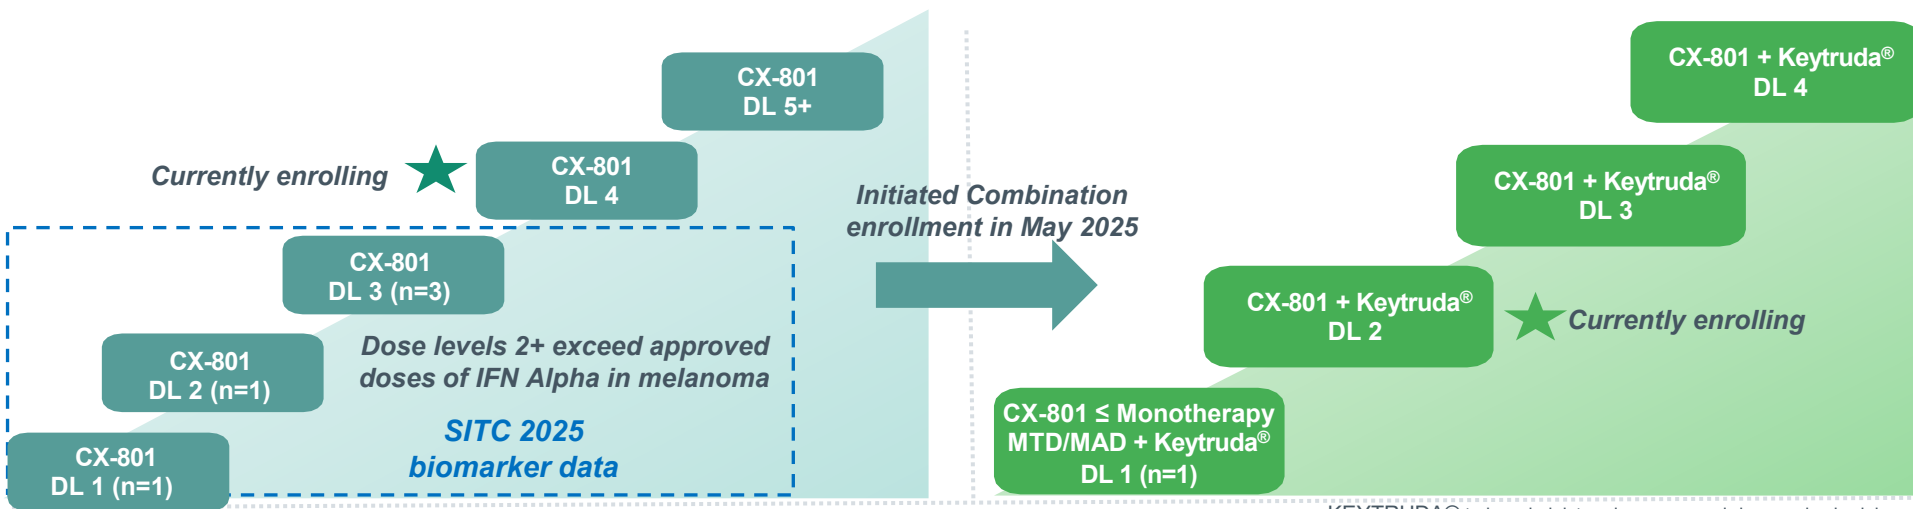 CX-801
DL 5+
Currently enrolling
CX-801
DL 4
CX-801
DL 3 (n=3)
CX-801
DL 2 (n=1)
Dose levels 2+ exceed approved
doses of IFN Alpha in melanoma
SITC 2025
biomarker data
CX-801
DL 1 (n=1)
Initiated Combination
enrollment in May 2025
CX-801 + Keytruda®
DL 4
CX-801 + Keytruda®
DL 3
CX-801 + Keytruda®
DL 2
Currently enrolling
CX-801 ≤ Monotherapy
MTD/MAD + Keytruda®
DL 1 (n=1)